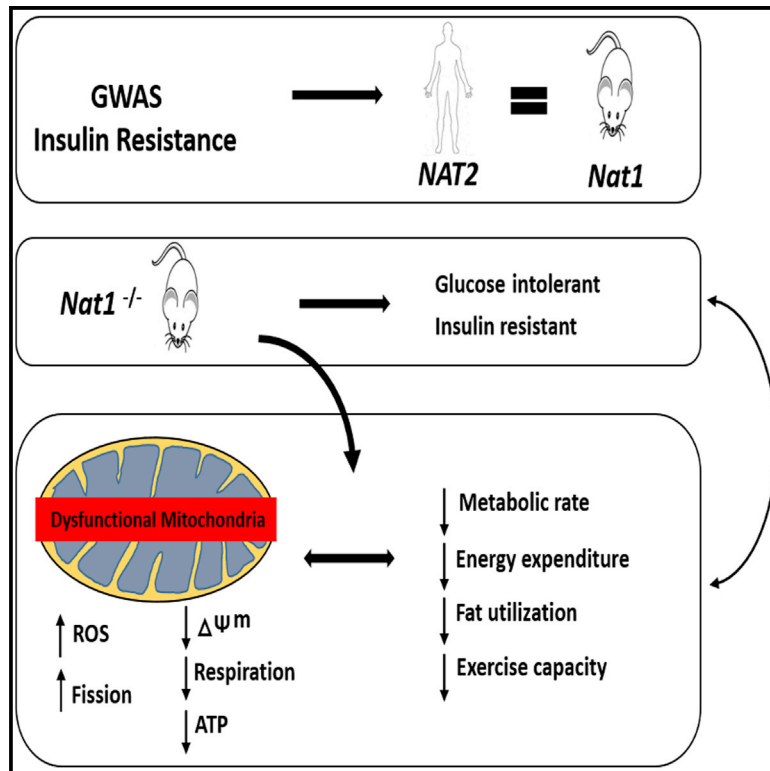 GWAS
Insulin Resistance
NAT2
=
Nat1
Nat1 -/-
Glucose intolerant
Insulin resistant
Dysfunctional Mitochondria
↑ ROS
↑ Fission
↓ ΔΨm
↓ Respiration
↓ ATP
↓ Metabolic rate
↓ Energy expenditure
↓ Fat utilization
↓ Exercise capacity